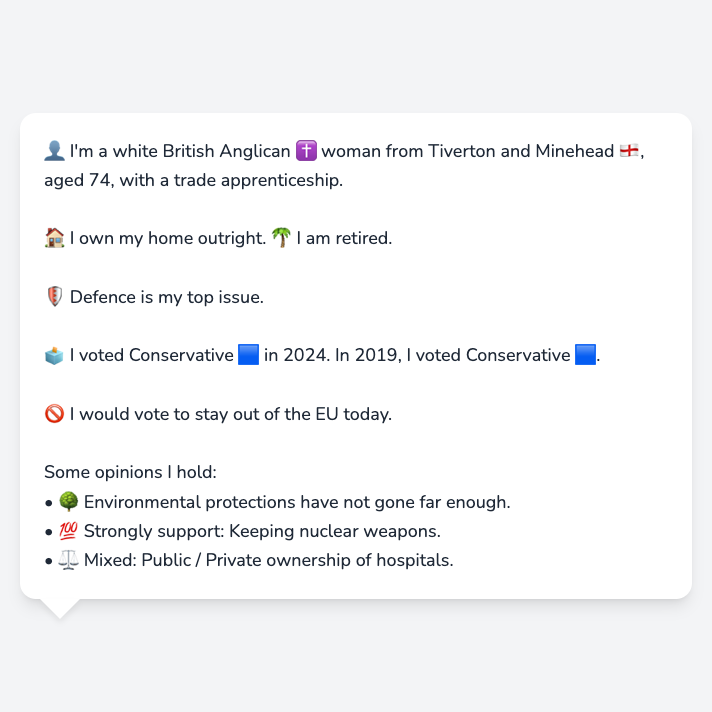 👤 I'm a white British Anglican ✝️ woman from Tiverton and Minehead 🏴󠁧󠁢󠁥󠁮󠁧󠁿,
aged 74, with a trade apprenticeship.
🏠 I own my home outright. 🌴 I am retired.
🛡️ Defence is my top issue.
🗳️ I voted Conservative 🟦 in 2024. In 2019, I voted Conservative 🟦.
🚫 I would vote to stay out of the EU today.
Some opinions I hold:
• 🌳 Environmental protections have not gone far enough.
• 💯 Strongly support: Keeping nuclear weapons.
• ⚖️ Mixed: Public / Private ownership of hospitals.